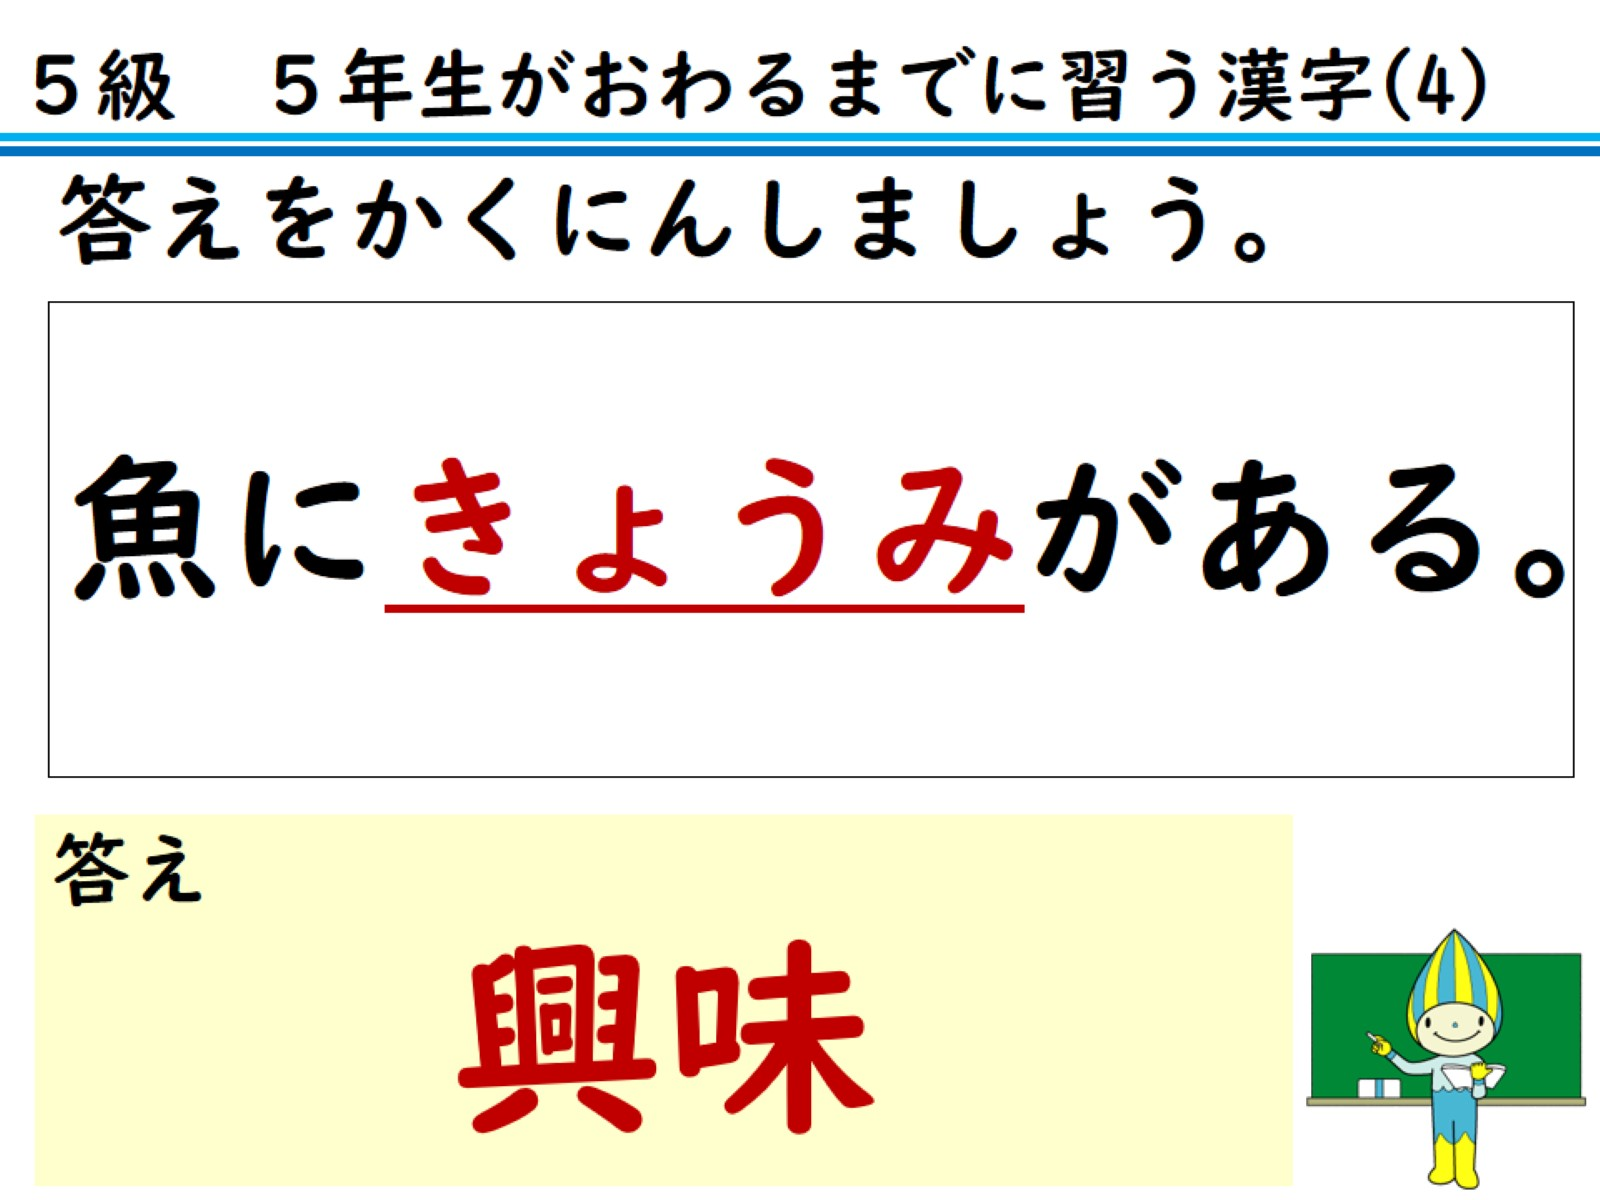 ５級　５年生がおわるまでに習う漢字(4)
答えをかくにんしましょう。
魚にきょうみがある。
答え
興味